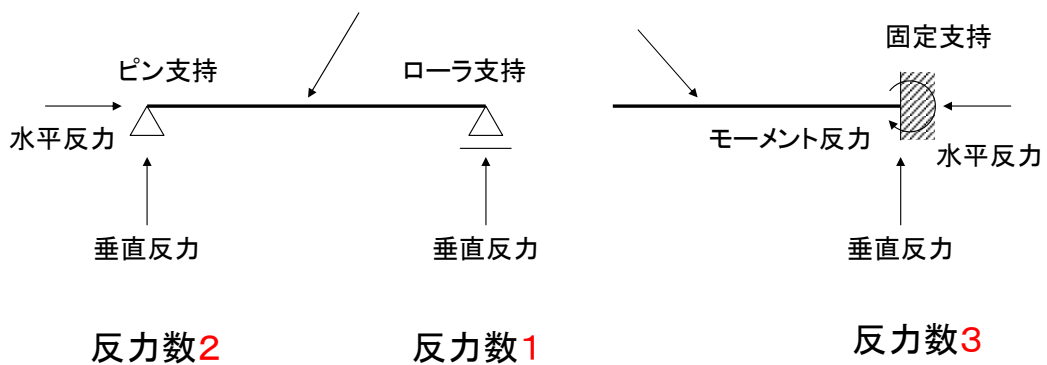 固定支持
ピン支持
ローラ支持
水平反力
モーメント反力
水平反力
垂直反力
垂直反力
垂直反力
反力数2
反力数1
反力数3